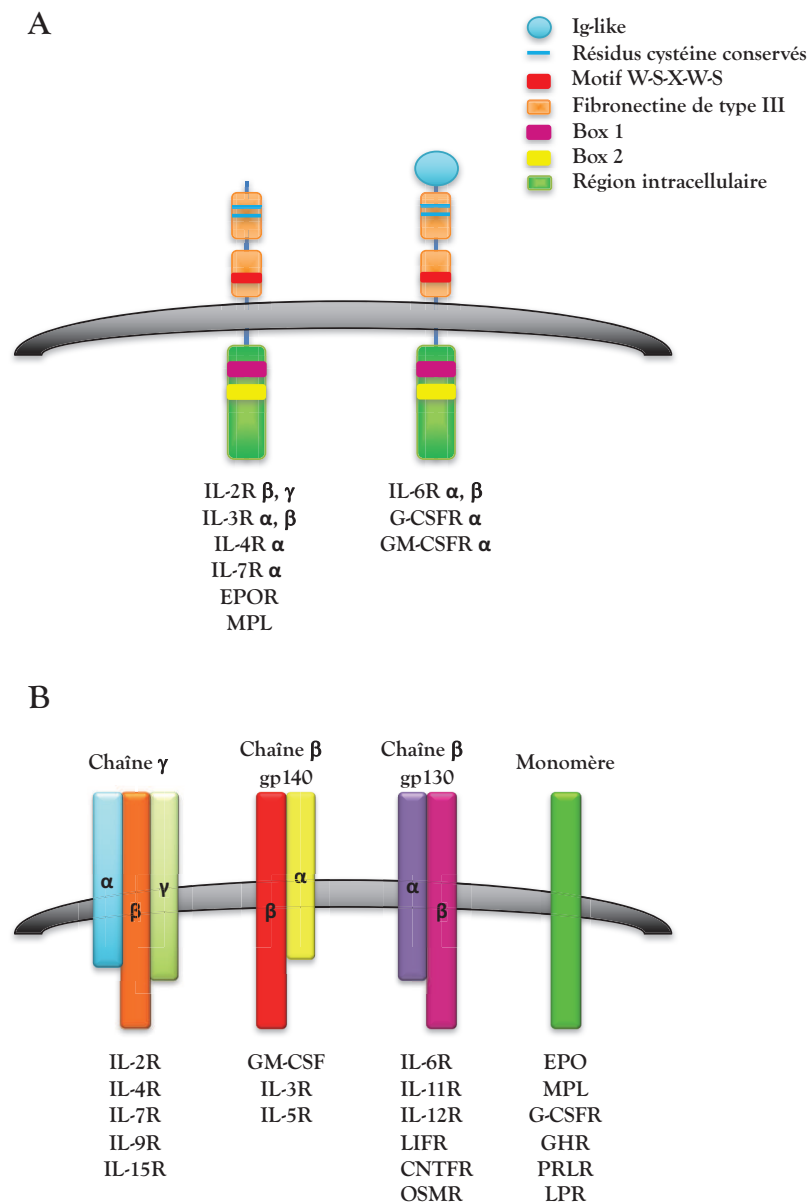 A
Ig-like
Résidus cystéine conservés
Motif W-S-X-W-S
Fibronectine de type III
Box 1
Box 2
Région intracellulaire
IL-2R β, γ
IL-3R α, β
IL-4R α
IL-7R α
EPOR
MPL
IL-6R α, β
G-CSFR α
GM-CSFR α
B
Chaîne γ
Chaîne β
gp140
Chaîne β
gp130
Monomère
α
β
γ
β
α
α
β
IL-2R
IL-4R
IL-7R
IL-9R
IL-15R
GM-CSF
IL-3R
IL-5R
IL-6R
IL-11R
IL-12R
LIFR
CNTFR
OSMR
EPO
MPL
G-CSFR
GHR
PRLR
LPR